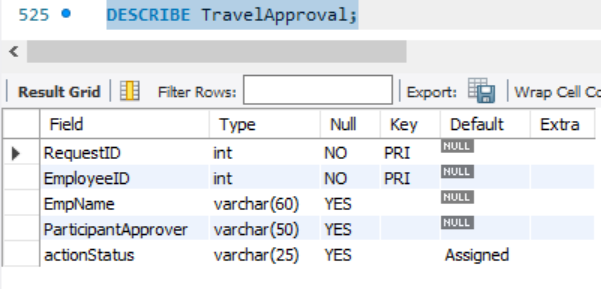 525 DESCRIBE TravelApproval;
Result Grid Filter Rows: Export: Wrap Cell Co
Field Type Null Key Default Extra
RequestID int NO PRI NULL
EmployeeID int NO PRI NULL
EmpName varchar(60) YES NULL
ParticipantApprover varchar(50) YES NULL
actionStatus varchar(25) YES Assigned